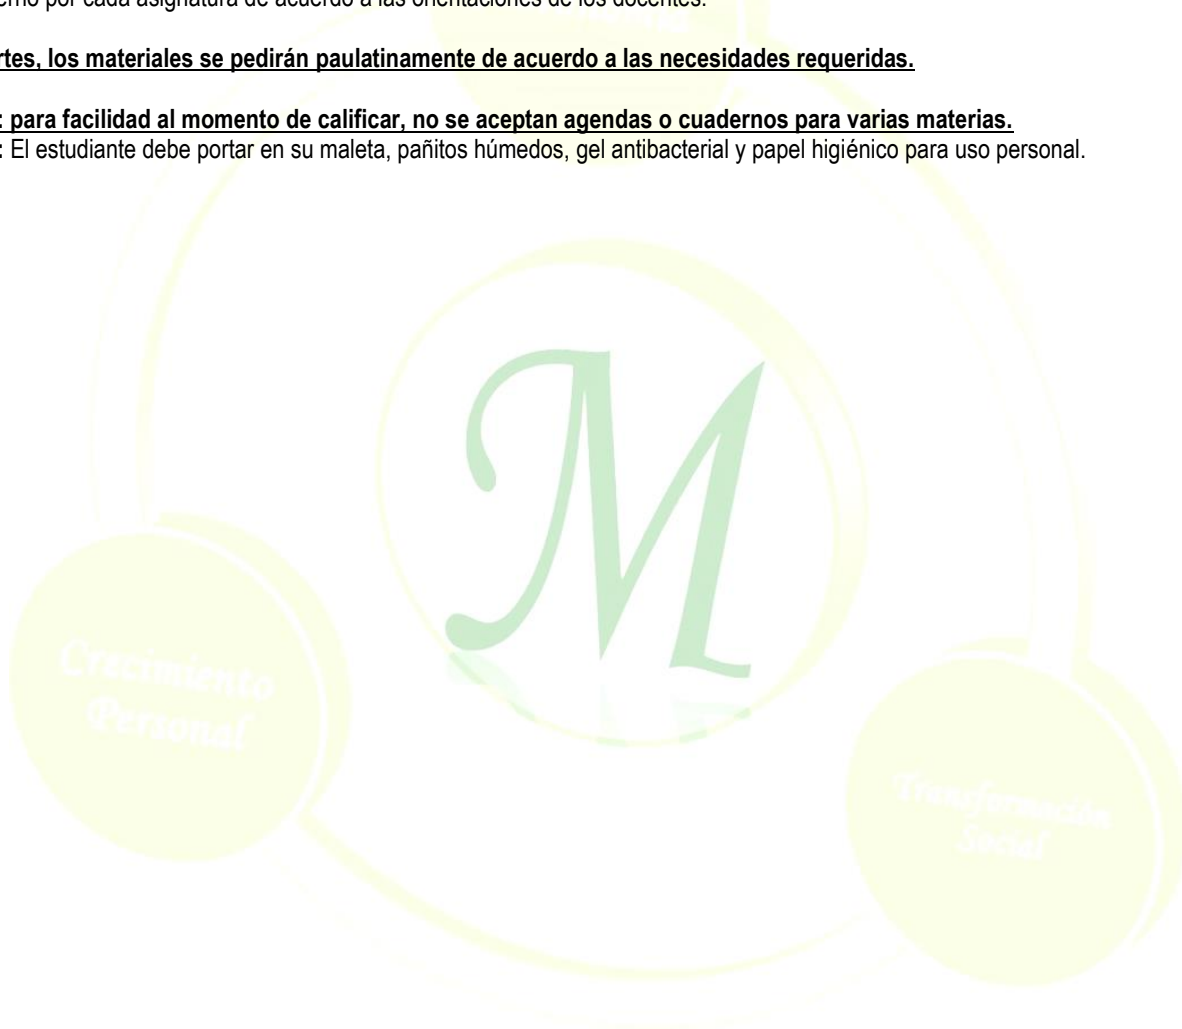 por cada asignatura de acuerdo a las orientaciones de los docentes.
los materiales se pedirán paulatinamente de acuerdo a las necesidades requeridas.
: para facilidad al momento de calificar, no se aceptan agendas o cuadernos para varias materias.
: El estudiante debe portar en su maleta, pañitos húmedos, gel antibacterial y papel higiénico para uso personal.
M
Crecimiento
Personal
Transformación
Social